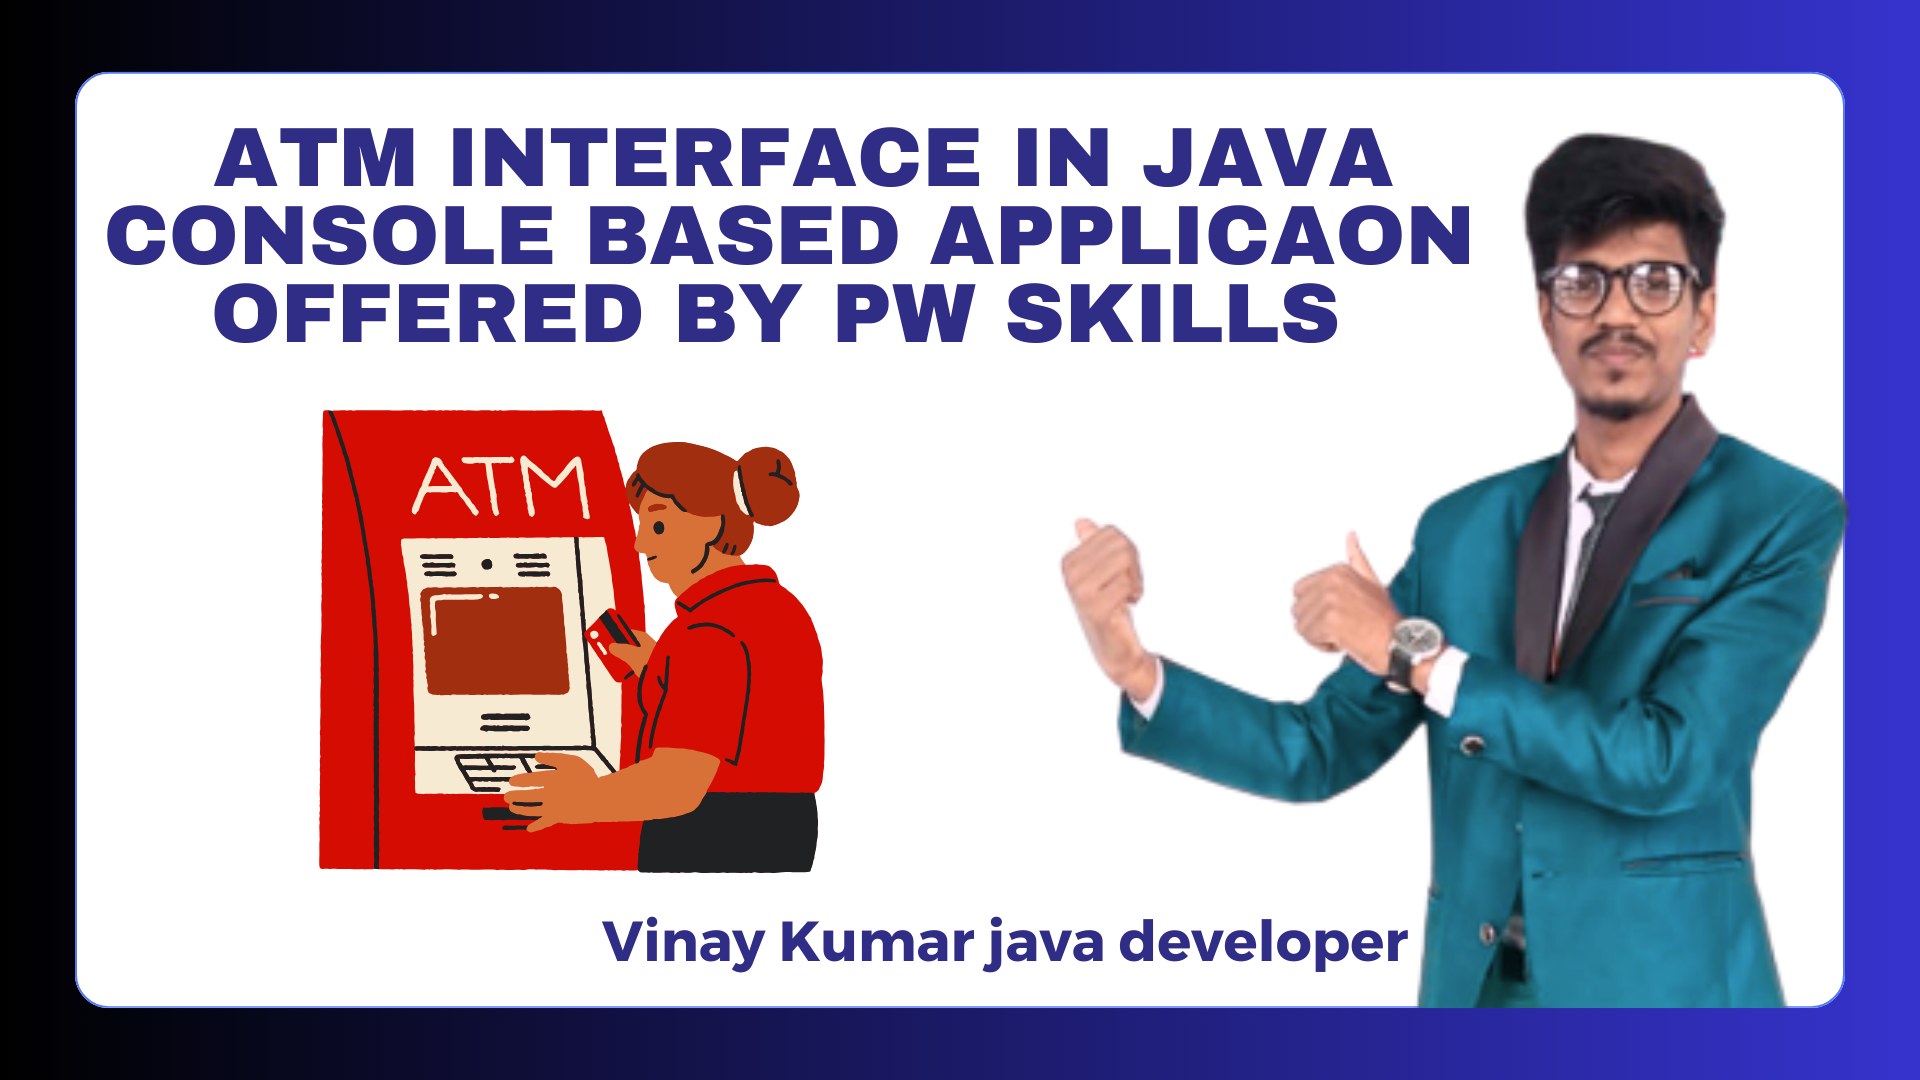 ATM INTERFACE IN JAVA
CONSOLE BASED APPLICAON
OFFERED BY PW SKILLS
ATM
Vinay Kumar java developer